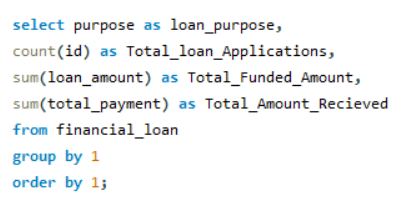 select purpose as loan_purpose,
count(id) as Total_loan_Applications,
sum(loan_amount) as Total_Funded_Amount,
sum(total_payment) as Total_Amount_Recieved
from financial_loan
group by 1
order by 1;